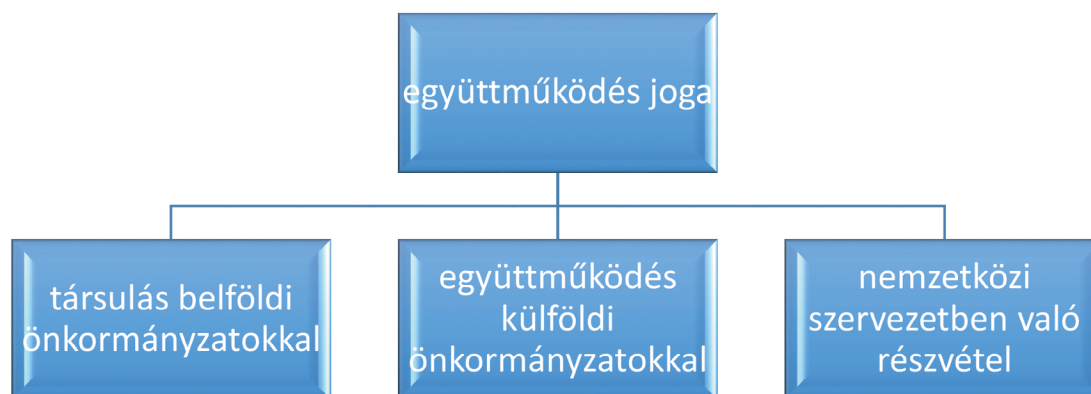 együttműködés joga
társulás belföldi
önkormányzatokkal
együttműködés
külföldi
önkormányzatokkal
nemzetközi
szervezetben való
részvétel